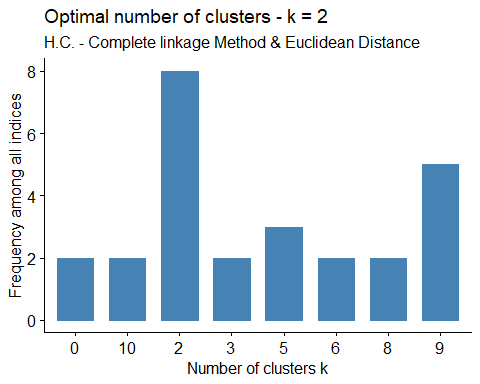 Optimal number of clusters - k = 2
H.C. - Complete linkage Method & Euclidean Distance
Frequency among all indices
8
6
4
2
0
0 10 2 3 5 6 8 9
Number of clusters k